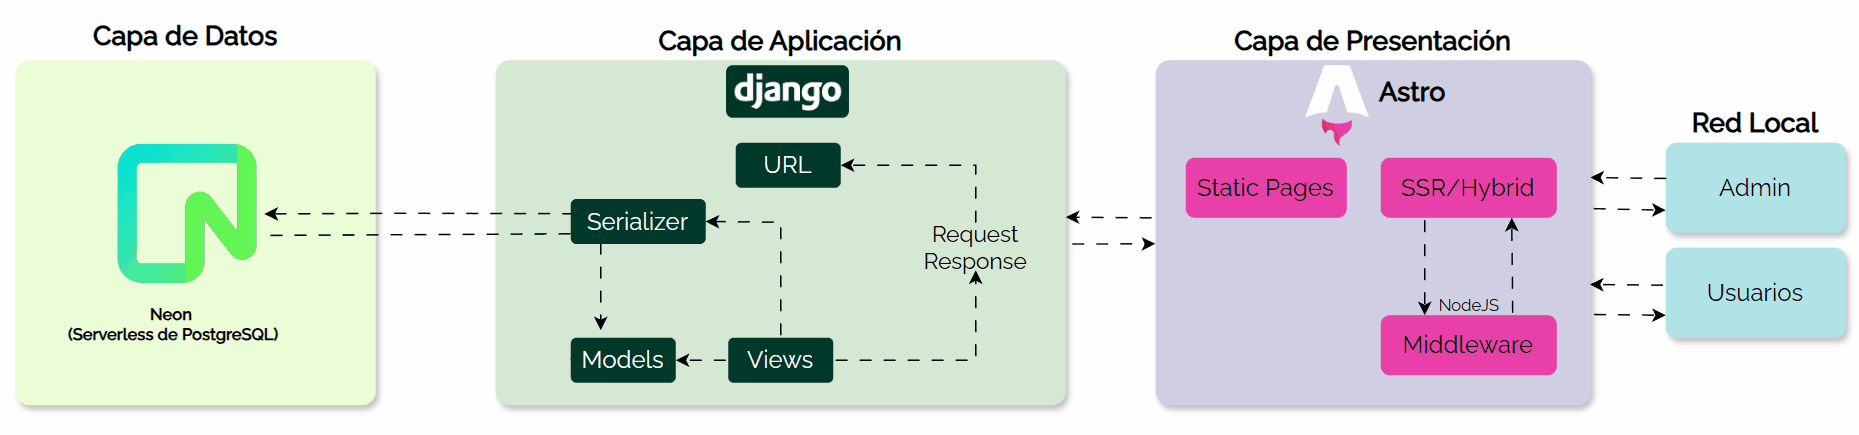 Capa de Datos
Neon
(Serverless de PostgreSQL)
Capa de Aplicación
django
URL
Serializer
Request
Response
Models
Views
Capa de Presentación
Astro
Static Pages
SSR/Hybrid
NodeJS
Middleware
Red Local
Admin
Usuarios